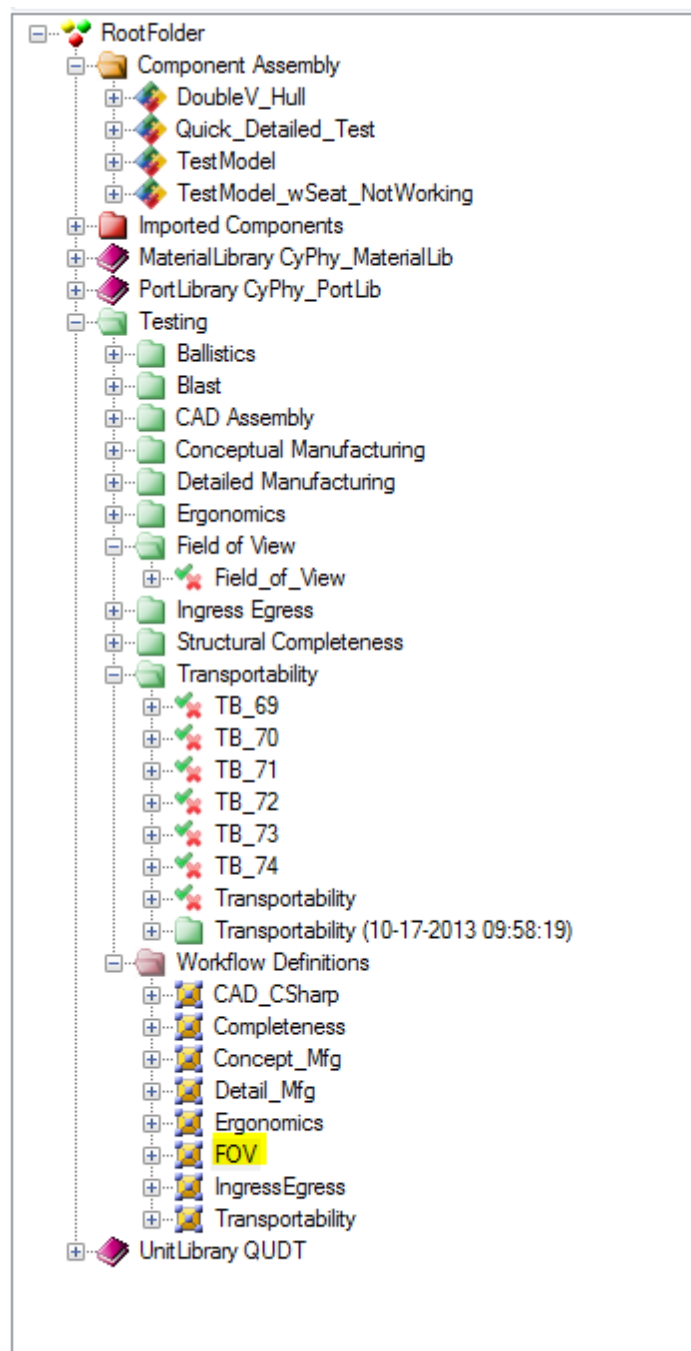 RootFolder
Component Assembly
DoubleV_Hull
Quick_Detailed_Test
TestModel
TestModel_wSeat_NotWorking
Imported Components
MaterialLibrary CyPhy_MaterialLib
PortLibrary CyPhy_PortLib
Testing
Ballistics
Blast
CAD Assembly
Conceptual Manufacturing
Detailed Manufacturing
Ergonomics
Field of View
Field_of_View
Ingress Egress
Structural Completeness
Transportability
TB_69
TB_70
TB_71
TB_72
TB_73
TB_74
Transportability
Transportability (10-17-2013 09:58:19)
Workflow Definitions
CAD_CSharp
Completeness
Concept_Mfg
Detail_Mfg
Ergonomics
FOV
IngressEgress
Transportability
UnitLibrary QUDT